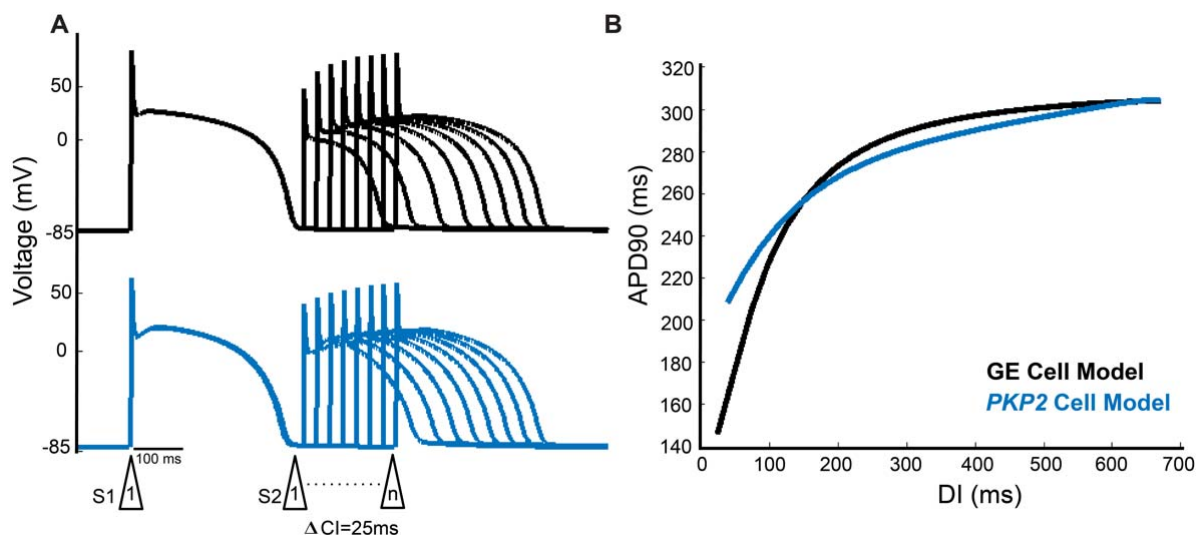 A
Voltage (mV)
50
0
-85
50
0
-85
100 ms
S1 1
S2 1 ......... n
Δ CI=25ms
B
APD90 (ms)
320
300
280
260
240
220
200
180
160
140
0 100 200 300 400 500 600 700
DI (ms)
GE Cell Model
PKP2 Cell Model